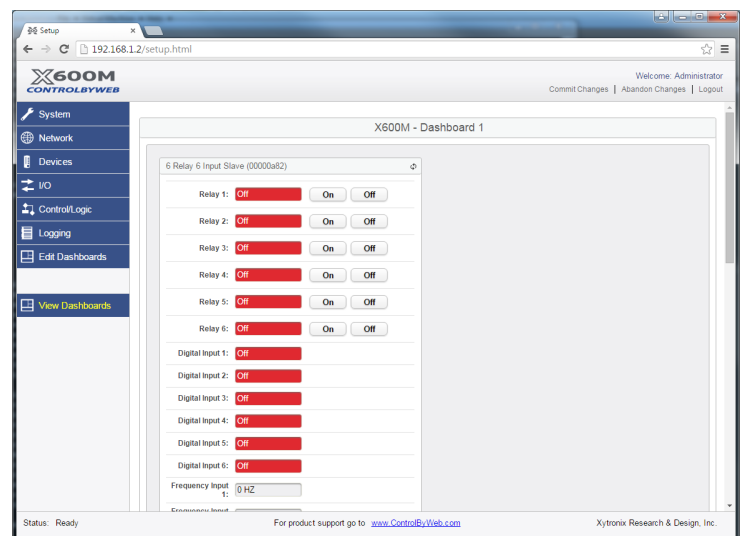 Setup
192.168.1.2/setup.html
X600M
CONTROLBYWEB
Welcome: Administrator
Commit Changes | Abandon Changes | Logout
System
Network
Devices
I/O
Control/Logic
Logging
Edit Dashboards
View Dashboards
X600M - Dashboard 1
6 Relay 6 Input Slave (00000a82)
Relay 1: Off On Off
Relay 2: Off On Off
Relay 3: Off On Off
Relay 4: Off On Off
Relay 5: Off On Off
Relay 6: Off On Off
Digital Input 1: Off
Digital Input 2: Off
Digital Input 3: Off
Digital Input 4: Off
Digital Input 5: Off
Digital Input 6: Off
Frequency Input
1: 0 HZ
Frequency Input
Status: Ready
For product support go to www.ControlByWeb.com
Xytronix Research & Design, Inc.